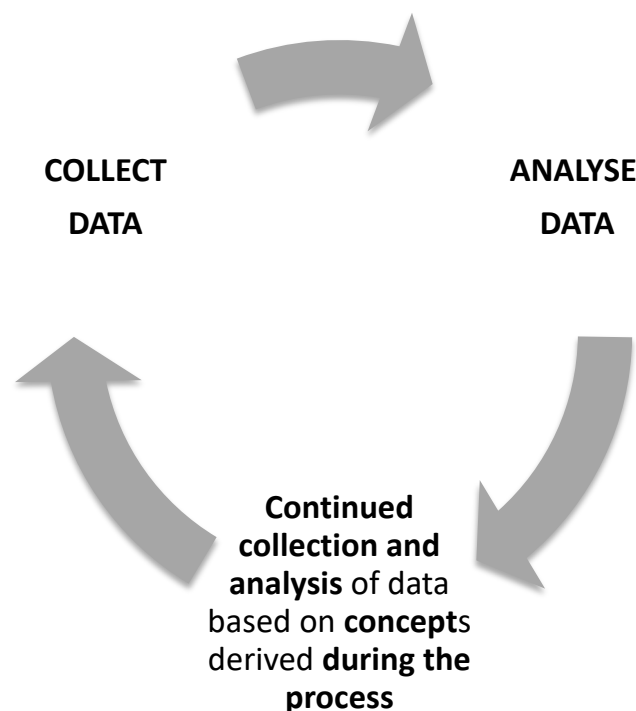 COLLECT
DATA
ANALYSE
DATA
Continued
collection and
analysis of data
based on concepts
derived during the
process